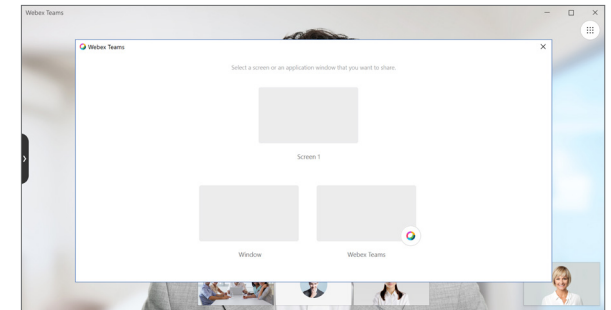 Webex Teams
Webex Teams
Select a screen or an application window that you want to share.
Screen 1
Window
Webex Teams